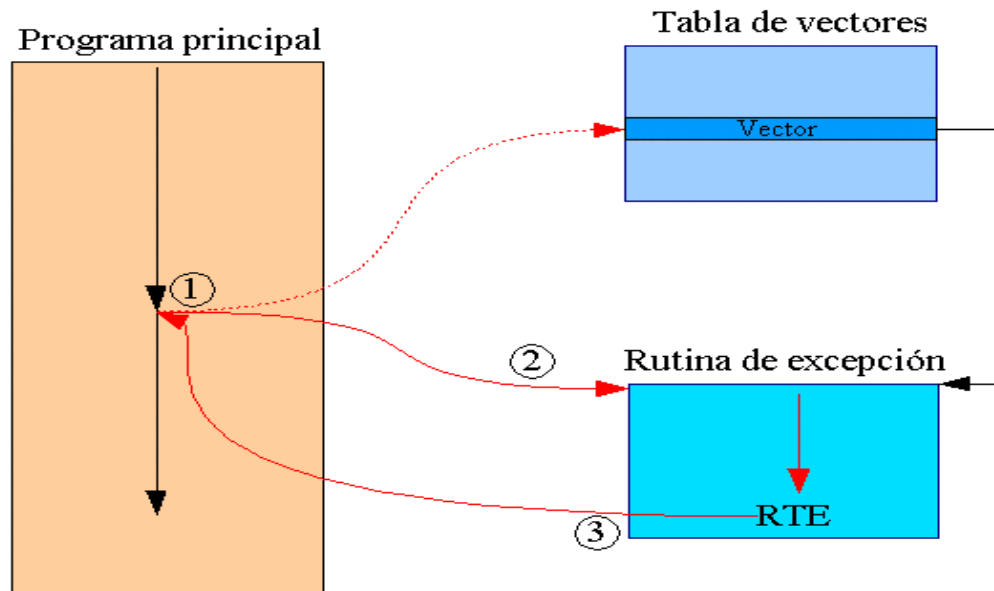 Programa principal
Tabla de vectores
Vector
1
2
Rutina de excepción
RTE
3